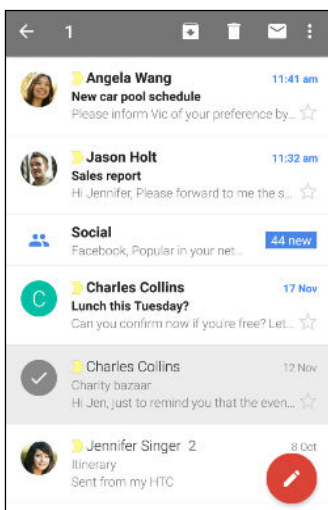 1
Angela Wang
11:41 am
New car pool schedule
Please inform Vic of your preference by...
Jason Holt
11:32 am
Sales report
Hi Jennifer, Please forward to me the s...
Social
Facebook, Popular in your net...
44 new
C
Charles Collins
17 Nov
Lunch this Tuesday?
Can you confirm now if you're free? Let...
Charles Collins
12 Nov
Charity bazaar
Hi Jen, just to remind you that the even...
Jennifer Singer 2
8 Oct
Itinerary
Sent from my HTC